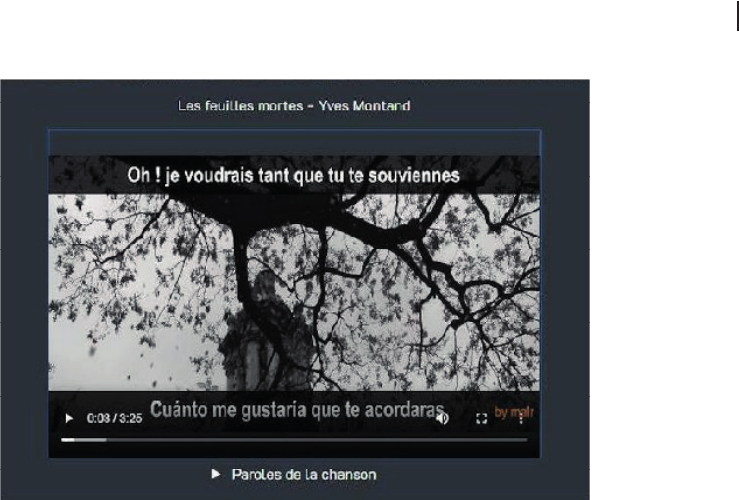 Les feuilles mortes - Yves Montand
Oh ! je voudrais tant que tu te souviennes
Cuánto me gustaria que te acordaras
by malr
0:03 / 3:25
Paroles de la chanson